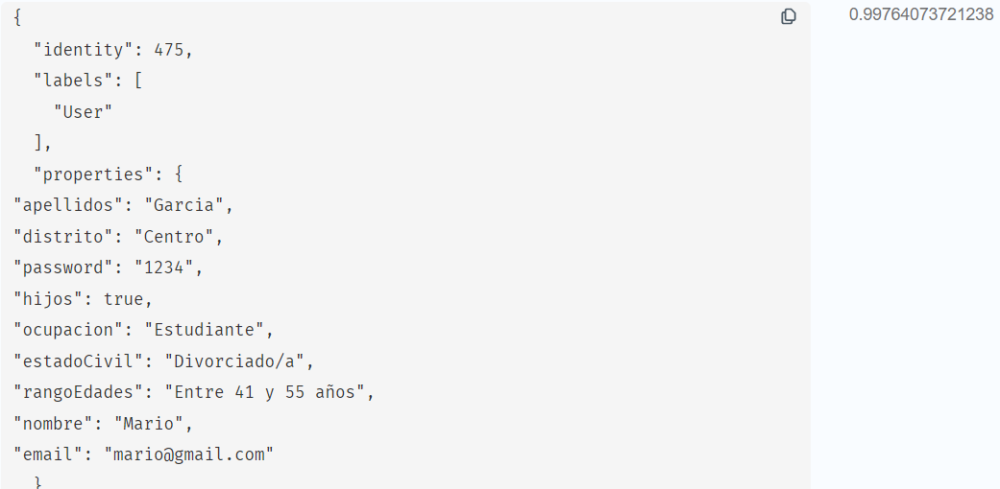 {
"identity": 475,
"labels": [
"User"
],
"properties": {
"apellidos": "Garcia",
"distrito": "Centro",
"password": "1234",
"hijos": true,
"ocupacion": "Estudiante",
"estadoCivil": "Divorciado/a",
"rangoEdades": "Entre 41 y 55 años",
"nombre": "Mario",
"email": "mario@gmail.com"
}
0.99764073721238